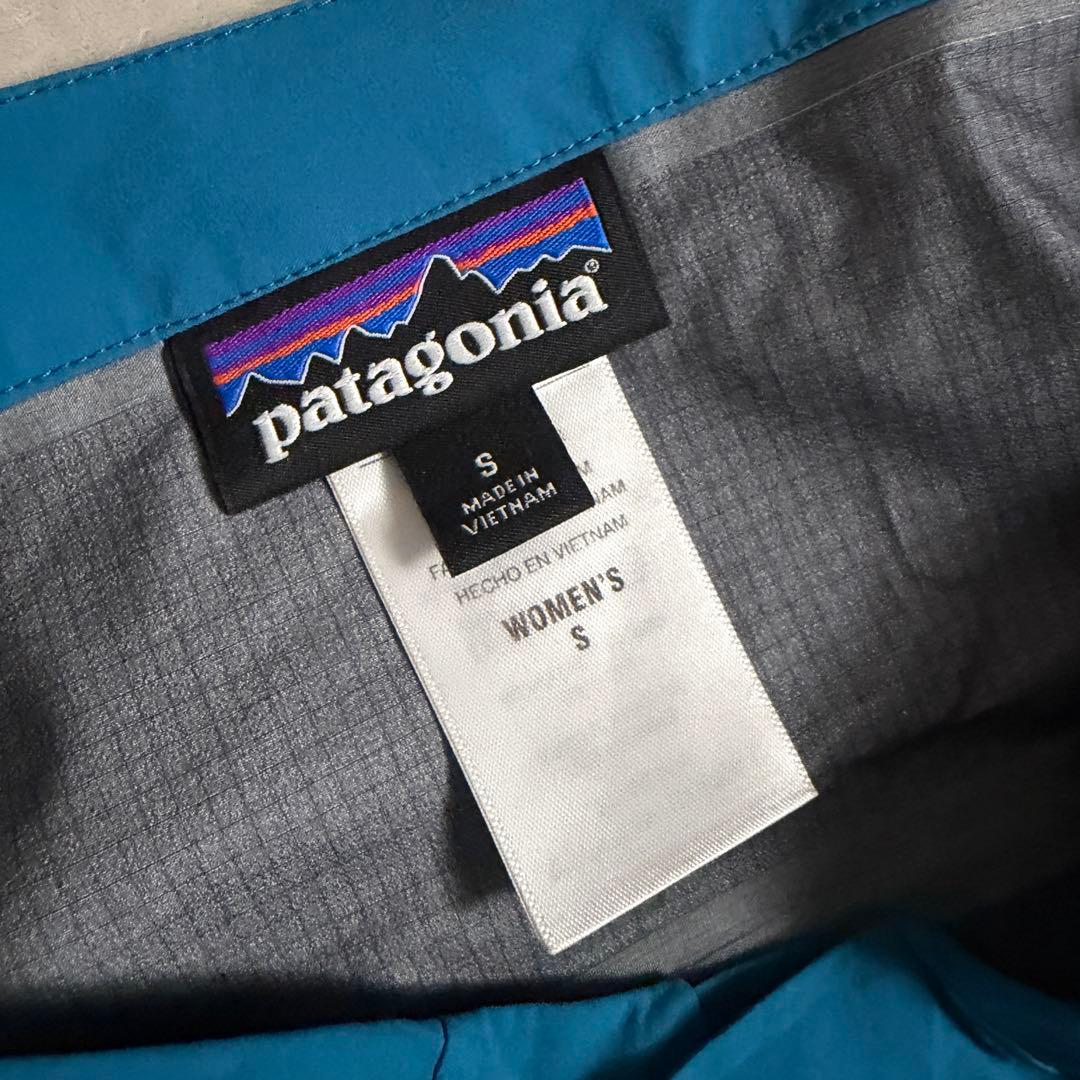 patagonia®
S
MADE IN
VIETNAM
HECHO EN VIETNAM
WOMEN'S
S